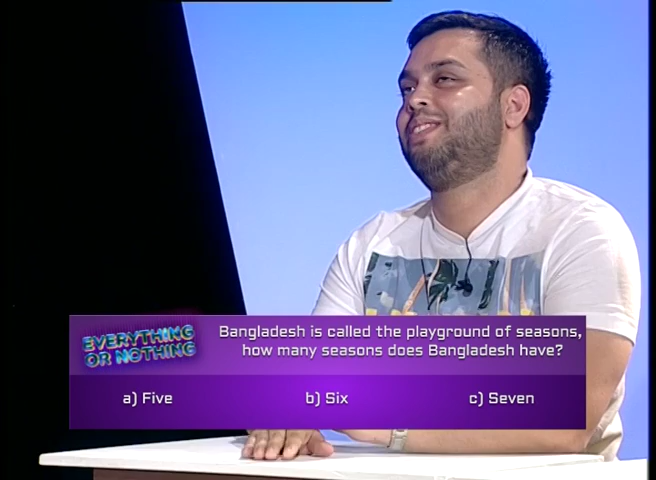 EVERYTHING
OR NOTHING
Bangladesh is called the playground of seasons,
how many seasons does Bangladesh have?
a) Five
b) Six
c) Seven